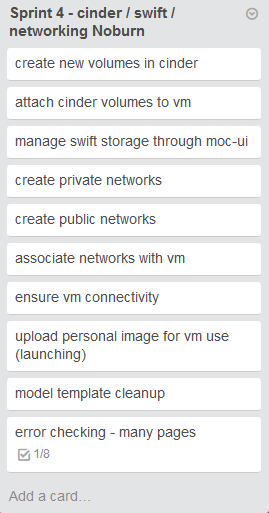 Sprint 4 - cinder / swift /
networking Noburn
create new volumes in cinder
attach cinder volumes to vm
manage swift storage through moc-ui
create private networks
create public networks
associate networks with vm
ensure vm connectivity
upload personal image for vm use
(launching)
model template cleanup
error checking - many pages
1/8
Add a card...